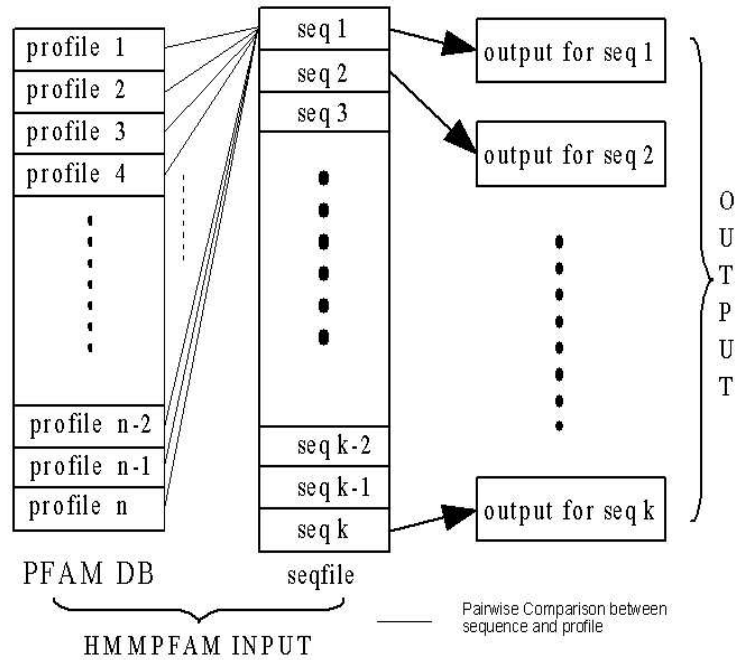 profile 1
profile 2
profile 3
profile 4
profile n-2
profile n-1
profile n
PFAM DB
seq 1
seq 2
seq 3
seq k-2
seq k-1
seq k
seqfile
HMMPFAM INPUT
output for seq 1
output for seq 2
output for seq k
OUTPUT
Pairwise Comparison between
sequence and profile